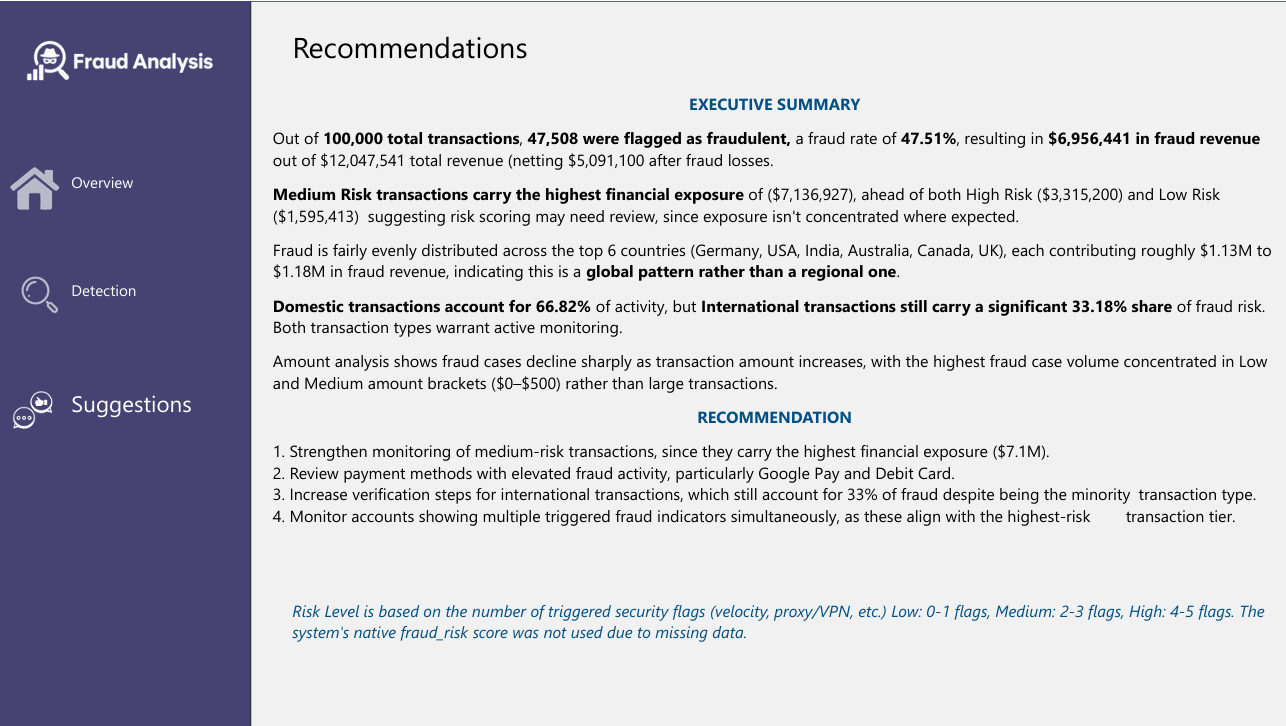 Fraud Analysis
Recommendations
EXECUTIVE SUMMARY
Out of 100,000 total transactions, 47,508 were flagged as fraudulent, a fraud rate of 47.51%, resulting in $6,956,441 in fraud revenue
out of $12,047,541 total revenue (netting $5,091,100 after fraud losses.
Overview
Medium Risk transactions carry the highest financial exposure of ($7,136,927), ahead of both High Risk ($3,315,200) and Low Risk
($1,595,413)  suggesting risk scoring may need review, since exposure isn't concentrated where expected.
Fraud is fairly evenly distributed across the top 6 countries (Germany, USA, India, Australia, Canada, UK), each contributing roughly $1.13M to
$1.18M in fraud revenue, indicating this is a global pattern rather than a regional one.
Detection
Domestic transactions account for 66.82% of activity, but International transactions still carry a significant 33.18% share of fraud risk.
Both transaction types warrant active monitoring.
Amount analysis shows fraud cases decline sharply as transaction amount increases, with the highest fraud case volume concentrated in Low
and Medium amount brackets ($0–$500) rather than large transactions.
Suggestions
RECOMMENDATION
1. Strengthen monitoring of medium-risk transactions, since they carry the highest financial exposure ($7.1M).
2. Review payment methods with elevated fraud activity, particularly Google Pay and Debit Card.
3. Increase verification steps for international transactions, which still account for 33% of fraud despite being the minority  transaction type.
4. Monitor accounts showing multiple triggered fraud indicators simultaneously, as these align with the highest-risk        transaction tier.
Risk Level is based on the number of triggered security flags (velocity, proxy/VPN, etc.) Low: 0-1 flags, Medium: 2-3 flags, High: 4-5 flags. The
system's native fraud_risk score was not used due to missing data.